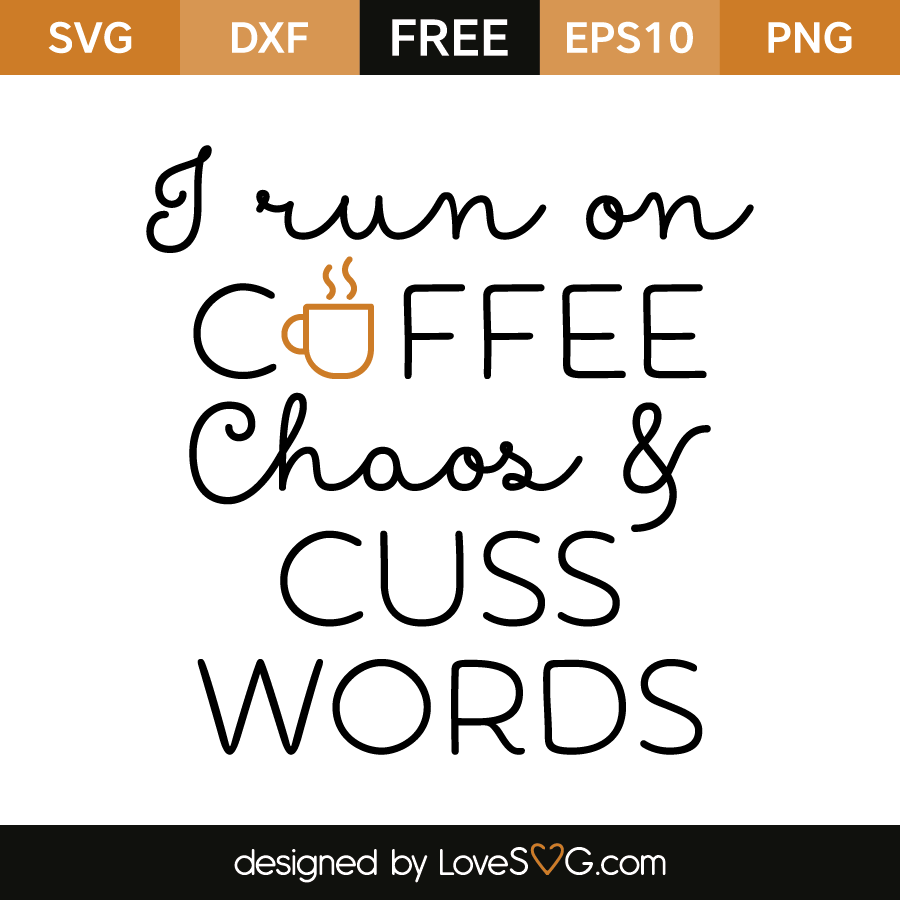 SVG DXF FREE EPS10 PNG
I run on
COFFEE
Chaos &
CUSS
WORDS
designed by LoveSVG.com